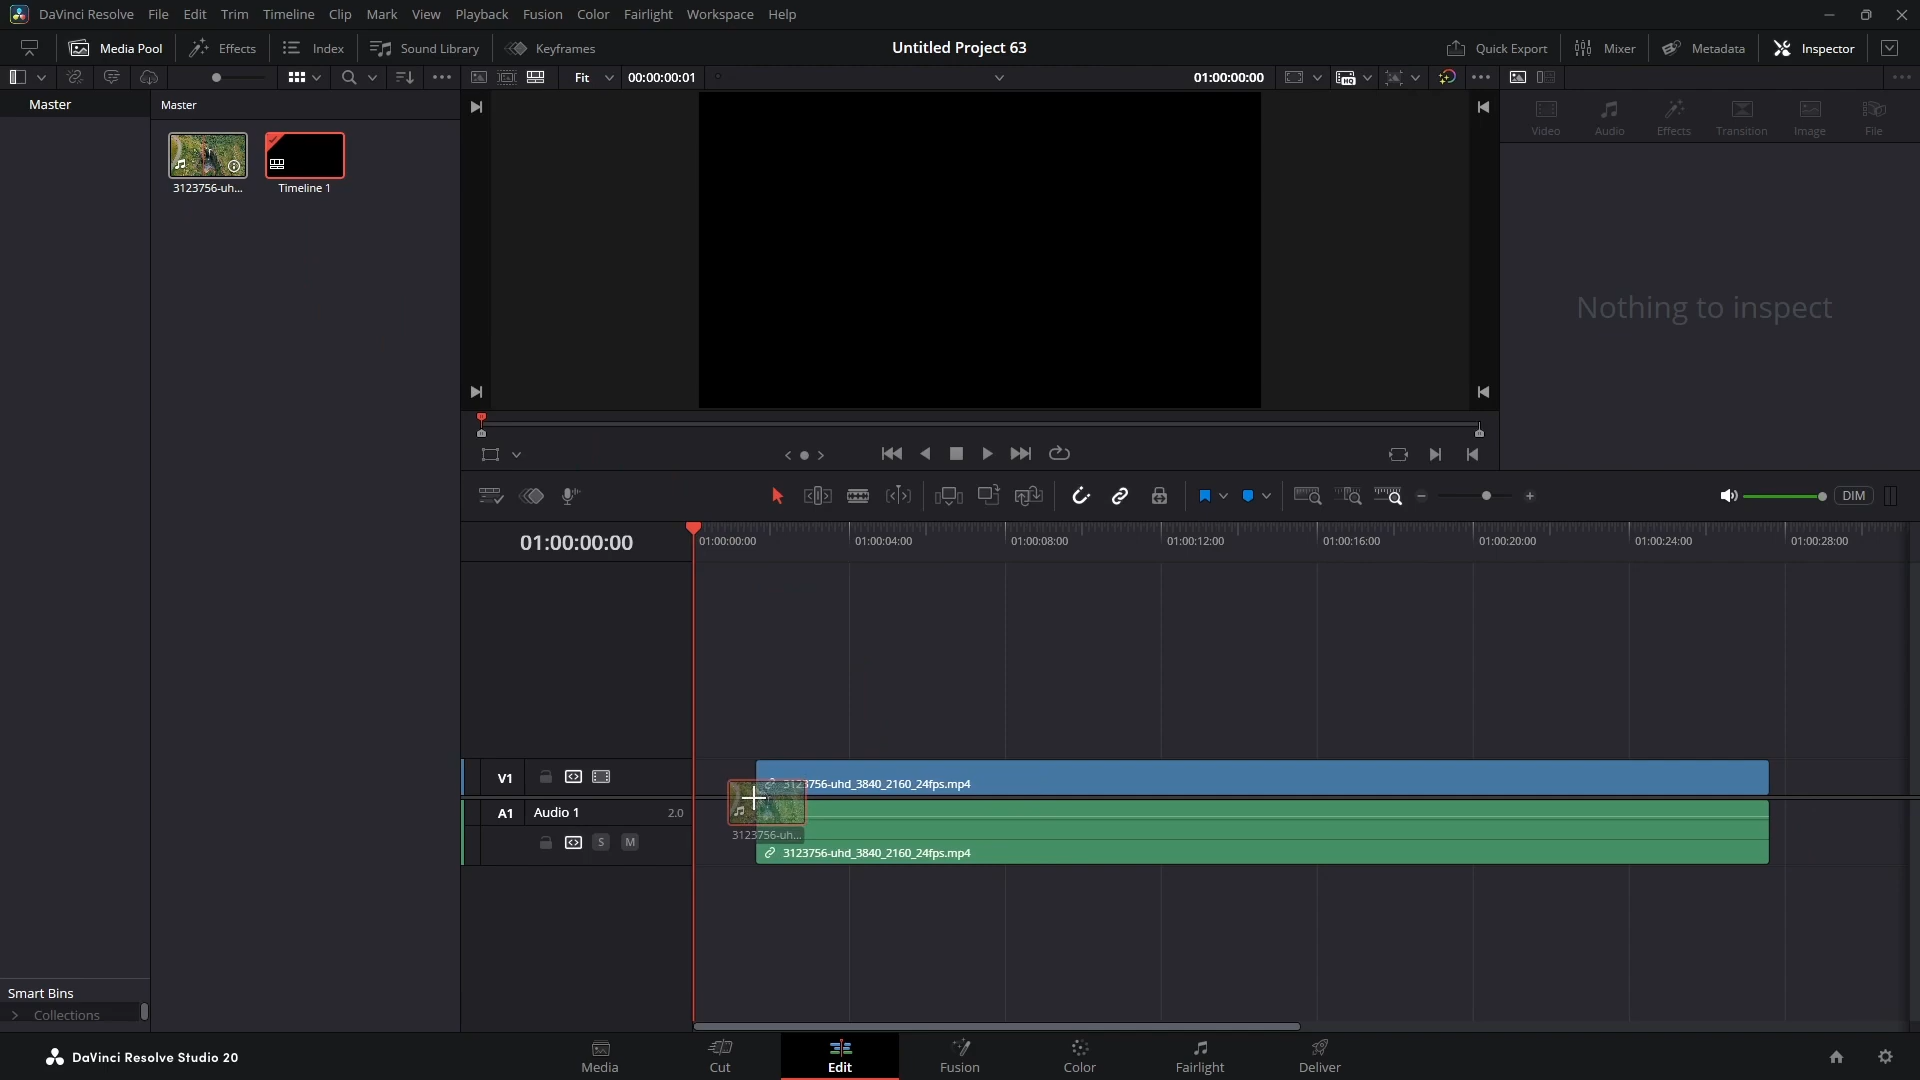 DaVinci Resolve File Edit Trim Timeline Clip Mark View Playback Fusion Color Fairlight Workspace Help
Media Pool Effects Index Sound Library Keyframes Untitled Project 63 Quick Export Mixer Metadata Inspector
Fit 00:00:00:01 01:00:00:00
Master Master
Video Audio Effects Transition Image File
3123756-uh... Timeline 1
Nothing to inspect
DIM
01:00:00:00 01:00:00:00 01:00:04:00 01:00:08:00 01:00:12:00 01:00:16:00 01:00:20:00 01:00:24:00 01:00:28:00
V1 3123756-uhd_3840_2160_24fps.mp4
A1 Audio 1 2.0
3123756-uh...
S M 3123756-uhd_3840_2160_24fps.mp4
Smart Bins
Collections
DaVinci Resolve Studio 20
Media Cut Edit Fusion Color Fairlight Deliver